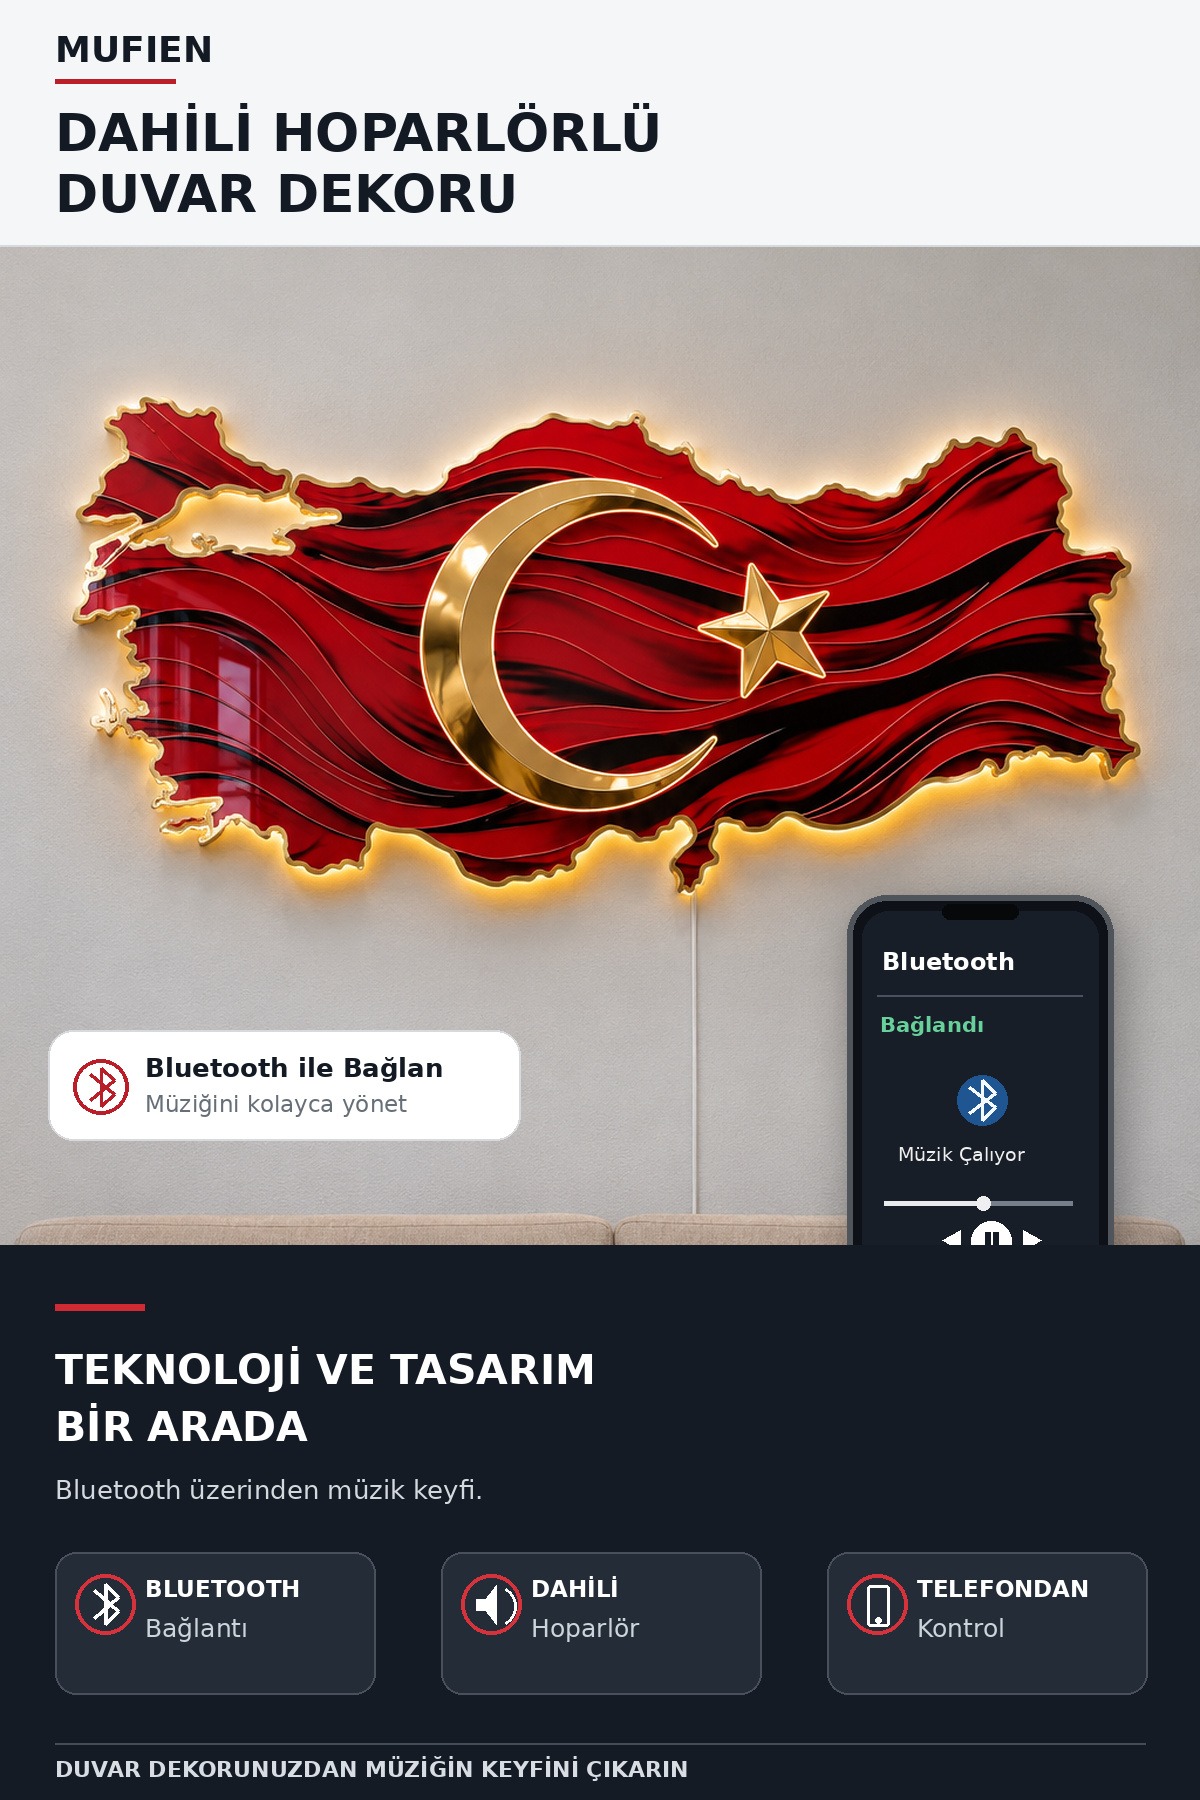 MUFIEN
DAHİLİ HOPARLÖRLÜ
DUVAR DEKORU
Bluetooth
Bağlandı
Müzik Çalıyor
Bluetooth ile Bağlan
Müziğini kolayca yönet
TEKNOLOJİ VE TASARIM
BİR ARADA
Bluetooth üzerinden müzik keyfi.
BLUETOOTH
Bağlantı
DAHİLİ
Hoparlör
TELEFONDAN
Kontrol
DUVAR DEKORUNUZDAN MÜZİĞİN KEYFİNİ ÇIKARIN